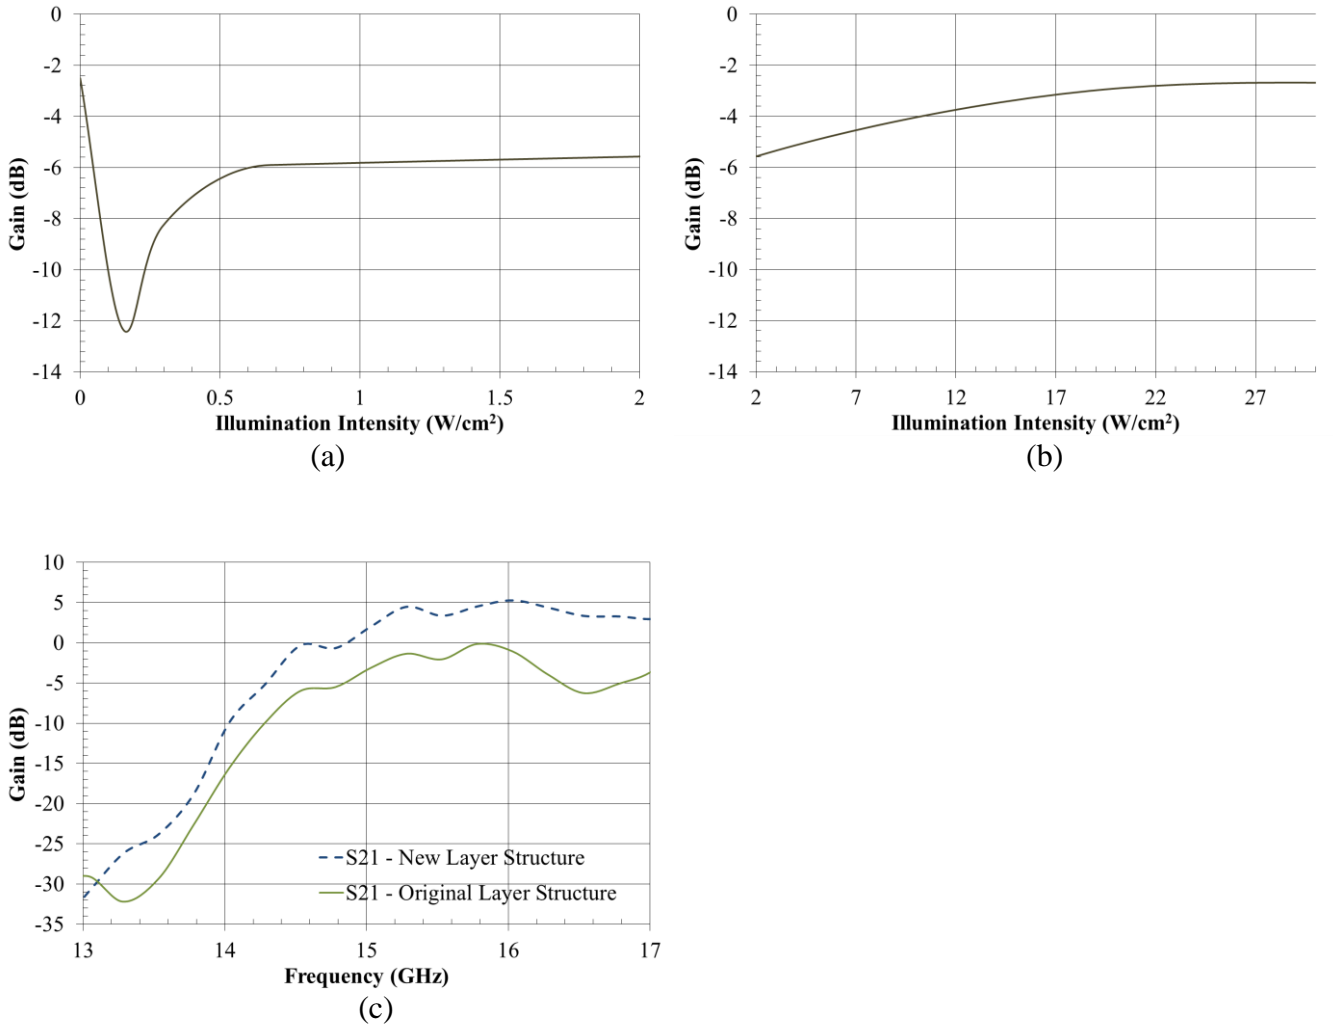 0
-2
-4
-6
-8
-10
-12
-14
Gain (dB)
0 0.5 1 1.5 2
Illumination Intensity (W/cm²)
(a)
0
-2
-4
-6
-8
-10
-12
-14
Gain (dB)
2 7 12 17 22 27
Illumination Intensity (W/cm²)
(b)
10
5
0
-5
-10
-15
-20
-25
-30
-35
Gain (dB)
S21 - New Layer Structure
S21 - Original Layer Structure
13 14 15 16 17
Frequency (GHz)
(c)